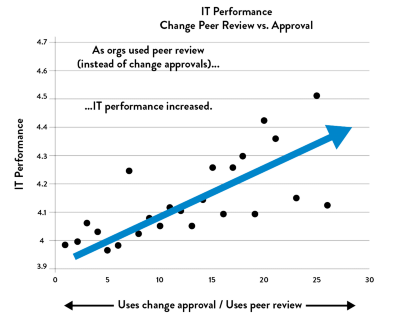 IT Performance
Change Peer Review vs. Approval
4.7
As orgs used peer review
(instead of change approvals)...
4.6
4.5
...IT performance increased.
4.4
4.3
4.2
4.1
4
3.9
IT Performance
0 5 10 15 20 25 30
Uses change approval / Uses peer review